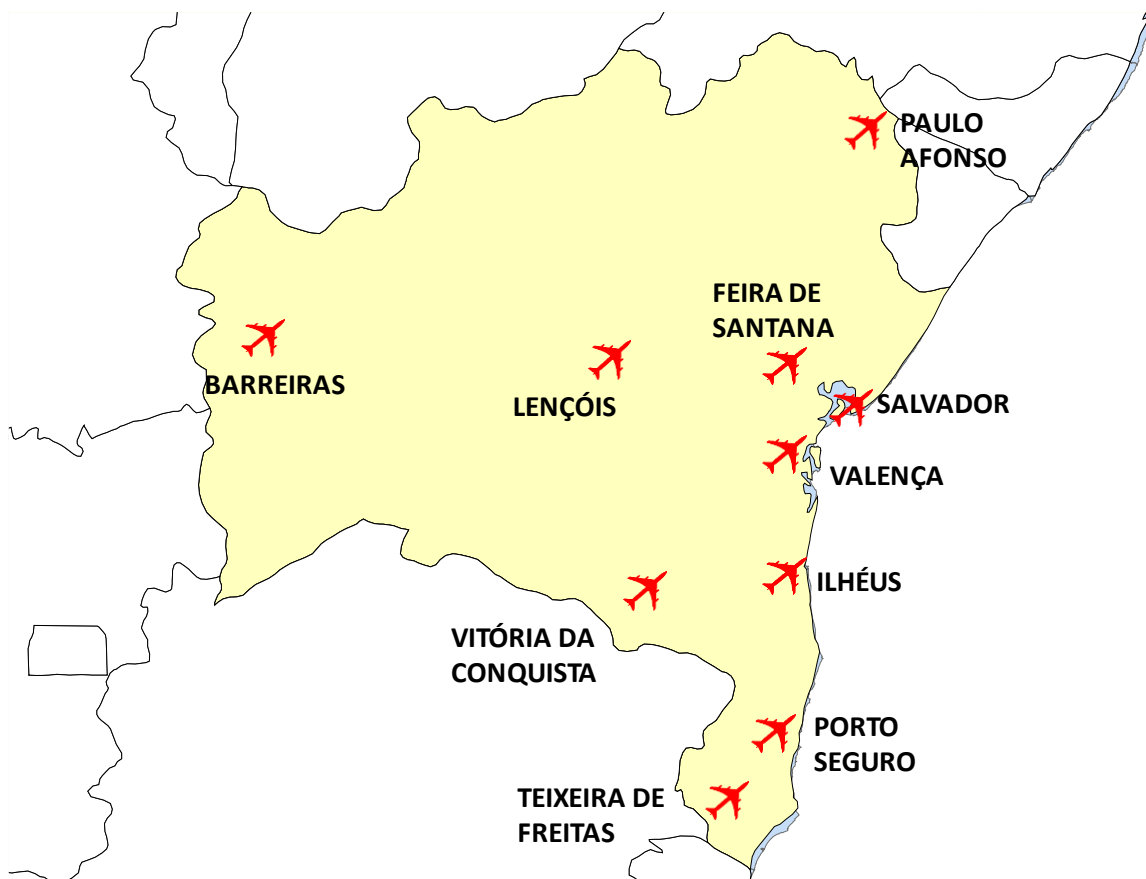 PAULO
AFONSO
FEIRA DE
SANTANA
BARREIRAS
LENÇÓIS
SALVADOR
VALENÇA
ILHÉUS
VITÓRIA DA
CONQUISTA
PORTO
SEGURO
TEIXEIRA DE
FREITAS